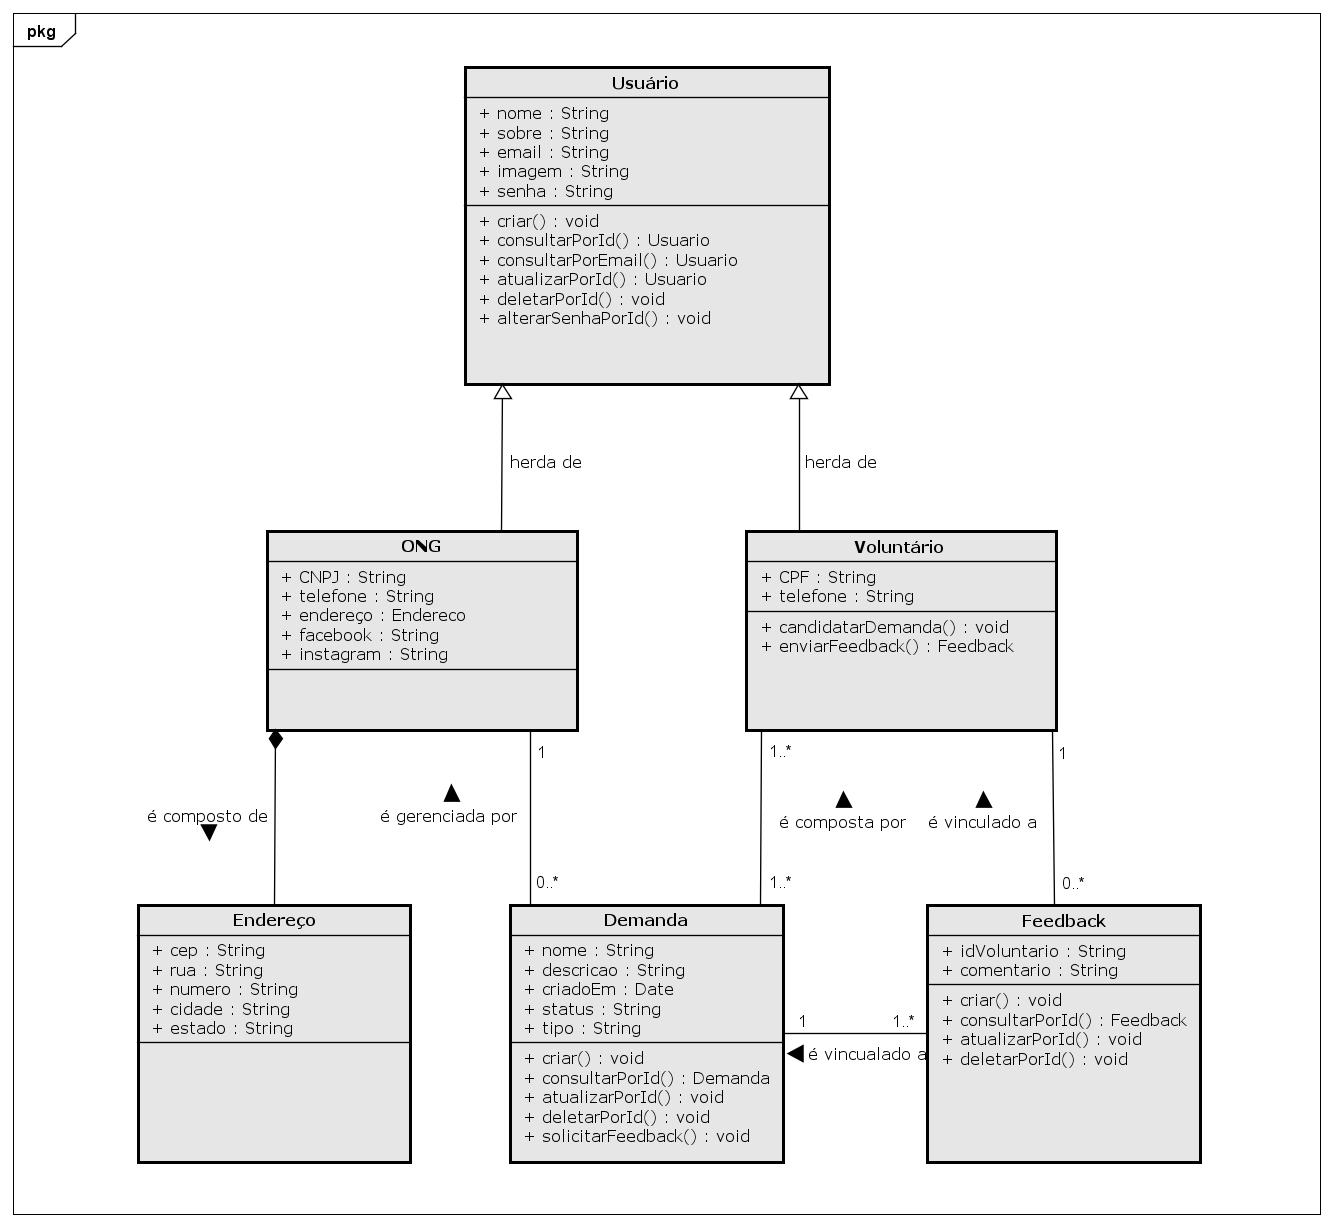 pkg
Usuário
+ nome : String
+ sobre : String
+ email : String
+ imagem : String
+ senha : String
+ criar() : void
+ consultarPorId() : Usuario
+ consultarPorEmail() : Usuario
+ atualizarPorId() : Usuario
+ deletarPorId() : void
+ alterarSenhaPorId() : void
herda de
herda de
ONG
+ CNPJ : String
+ telefone : String
+ endereço : Endereco
+ facebook : String
+ instagram : String
Voluntário
+ CPF : String
+ telefone : String
+ candidatarDemanda() : void
+ enviarFeedback() : Feedback
1
1..*
1
é composto de
é gerenciada por
é composta por
é vinculado a
0..*
1..*
0..*
Endereço
+ cep : String
+ rua : String
+ numero : String
+ cidade : String
+ estado : String
Demanda
+ nome : String
+ descricao : String
+ criadoEm : Date
+ status : String
+ tipo : String
+ criar() : void
+ consultarPorId() : Demanda
+ atualizarPorId() : void
+ deletarPorId() : void
+ solicitarFeedback() : void
1
1..*
é vincualado a
Feedback
+ idVoluntario : String
+ comentario : String
+ criar() : void
+ consultarPorId() : Feedback
+ atualizarPorId() : void
+ deletarPorId() : void